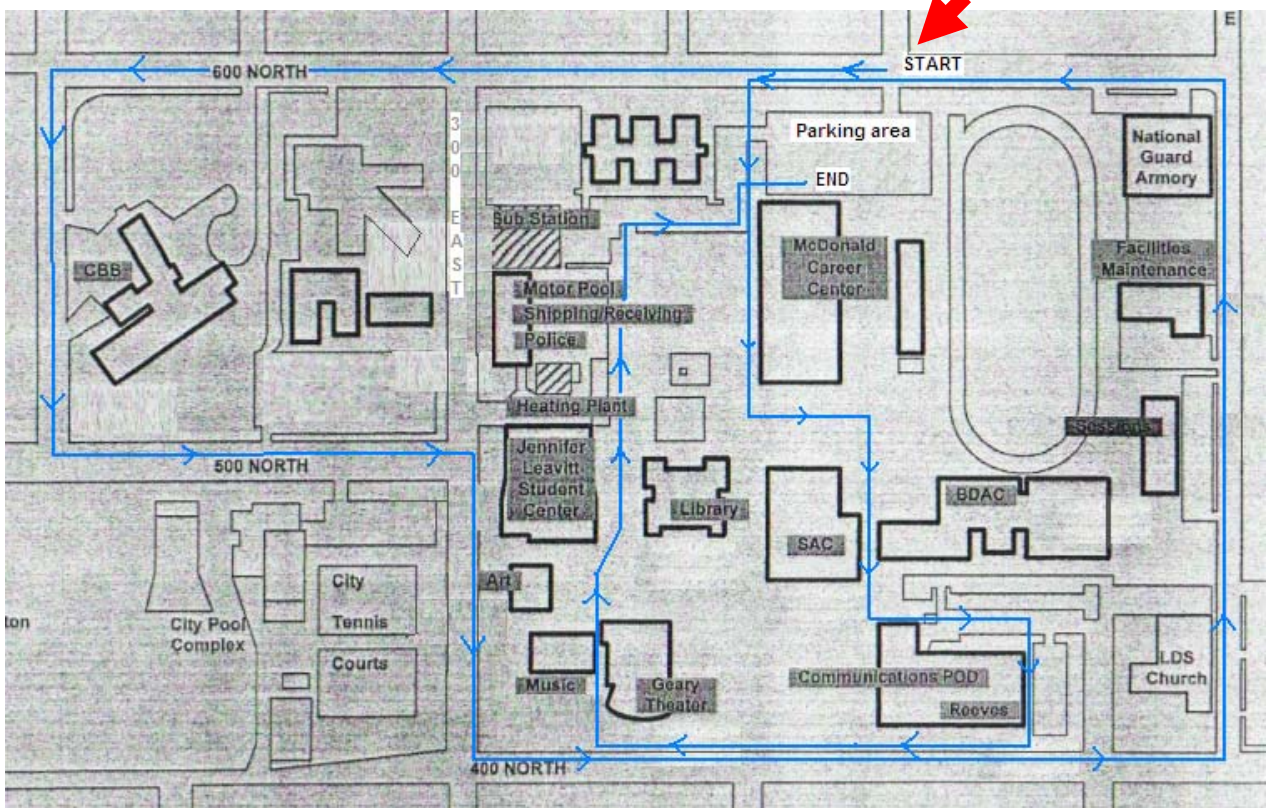 E
START
600 NORTH
Parking area
National
Guard
Armory
300 EAST
END
Sub Station
McDonald
Career
Center
Facilities
Maintenance
CBB
Motor Pool
Shipping/Receiving
Police
Heating Plant
Sessions
Jennifer
Leavitt
Student
Center
500 NORTH
BDAC
Library
SAC
Art
City
Tennis
Courts
ton
City Pool
Complex
Music
Geary
Theater
Communications POD
Reeves
LDS
Church
400 NORTH